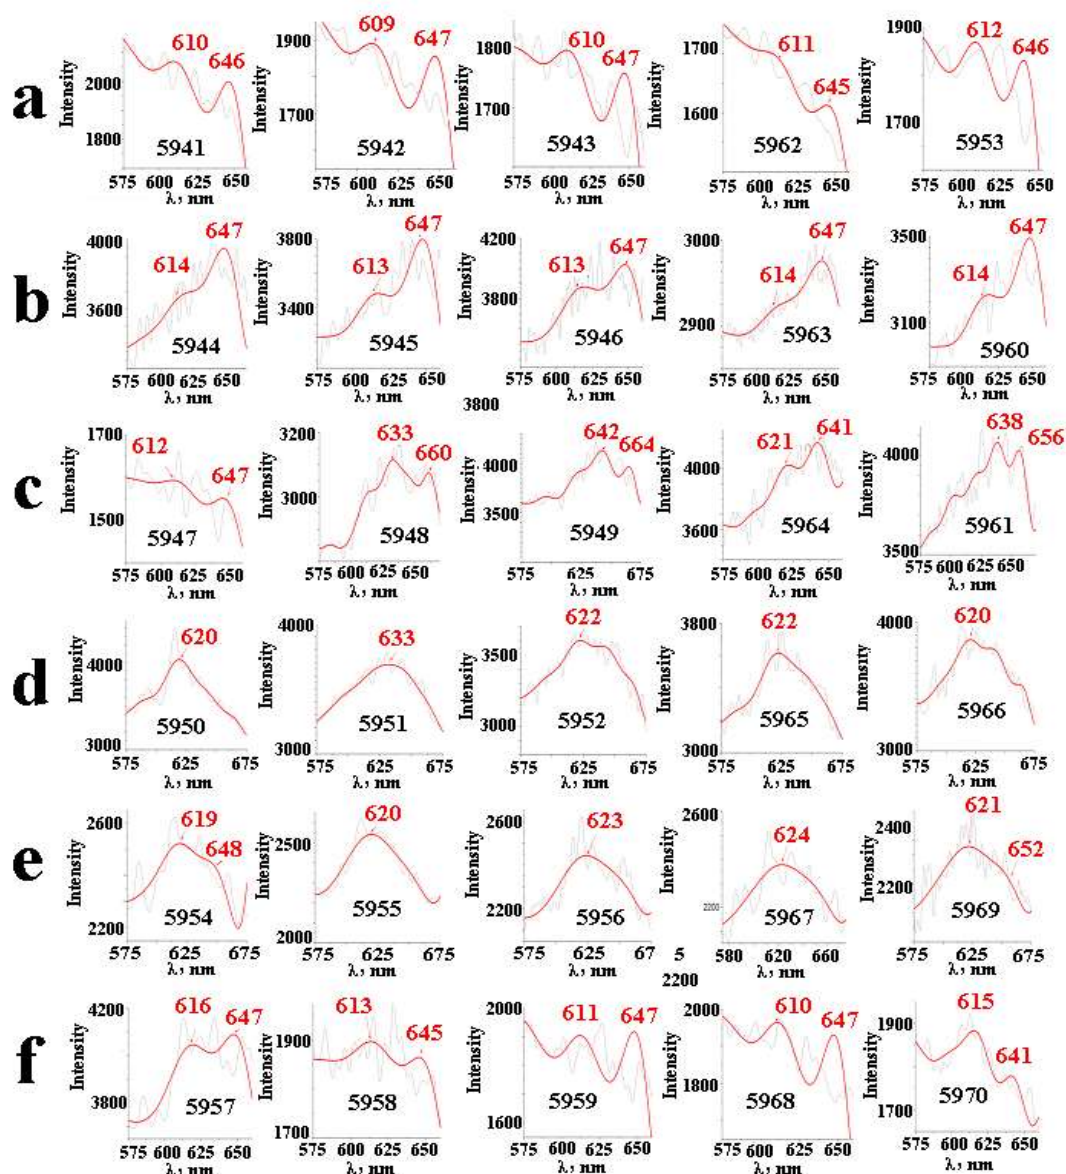 a
Intensity 2000 1800 610 646 5941 575 600 625 650 λ, nm
Intensity 1900 1700 609 647 5942 575 600 625 650 λ, nm
Intensity 1800 1700 610 647 5943 575 600 625 650 λ, nm
Intensity 1700 1600 611 645 5962 575 600 625 650 λ, nm
Intensity 1900 1700 612 646 5953 575 600 625 650 λ, nm
b
Intensity 4000 3600 614 647 5944 575 600 625 650 λ, nm
Intensity 3800 3400 613 647 5945 575 600 625 650 λ, nm
Intensity 4200 3800 613 647 5946 575 600 625 650 λ, nm
Intensity 3000 2900 614 647 5963 575 600 625 650 λ, nm
Intensity 3500 3100 614 647 5960 575 600 625 650 λ, nm
3800
c
Intensity 1700 1500 612 647 5947 575 600 625 650 λ, nm
Intensity 3200 3000 633 660 5948 575 600 625 650 λ, nm
Intensity 4000 3500 642 664 5949 575 625 675 λ, nm
Intensity 4000 3600 621 641 5964 575 600 625 650 λ, nm
Intensity 4000 3500 638 656 5961 580 600 650 λ, nm
d
Intensity 4000 3000 620 5950 575 625 675 λ, nm
Intensity 4000 3000 633 5951 575 625 675 λ, nm
Intensity 3500 3000 622 5952 575 625 675 λ, nm
Intensity 3800 3000 622 5965 575 625 675 λ, nm
Intensity 4000 3000 620 5966 575 625 675 λ, nm
e
Intensity 2600 2200 619 648 5954 575 625 675 λ, nm
Intensity 2500 2000 620 5955 575 625 675 λ, nm
Intensity 2600 2200 623 5956 575 625 67 5 λ, nm
Intensity 2600 2200 624 5967 580 620 660 λ, nm
Intensity 2400 2200 621 652 5969 575 625 675 λ, nm
2200
f
Intensity 4200 3800 616 647 5957 575 600 625 650 λ, nm
Intensity 1900 1700 613 645 5958 575 600 625 650 λ, nm
Intensity 2000 1600 611 647 5959 575 600 625 650 λ, nm
Intensity 2000 1800 610 647 5968 575 600 625 650 λ, nm
Intensity 1900 1700 615 641 5970 575 600 625 650 λ, nm